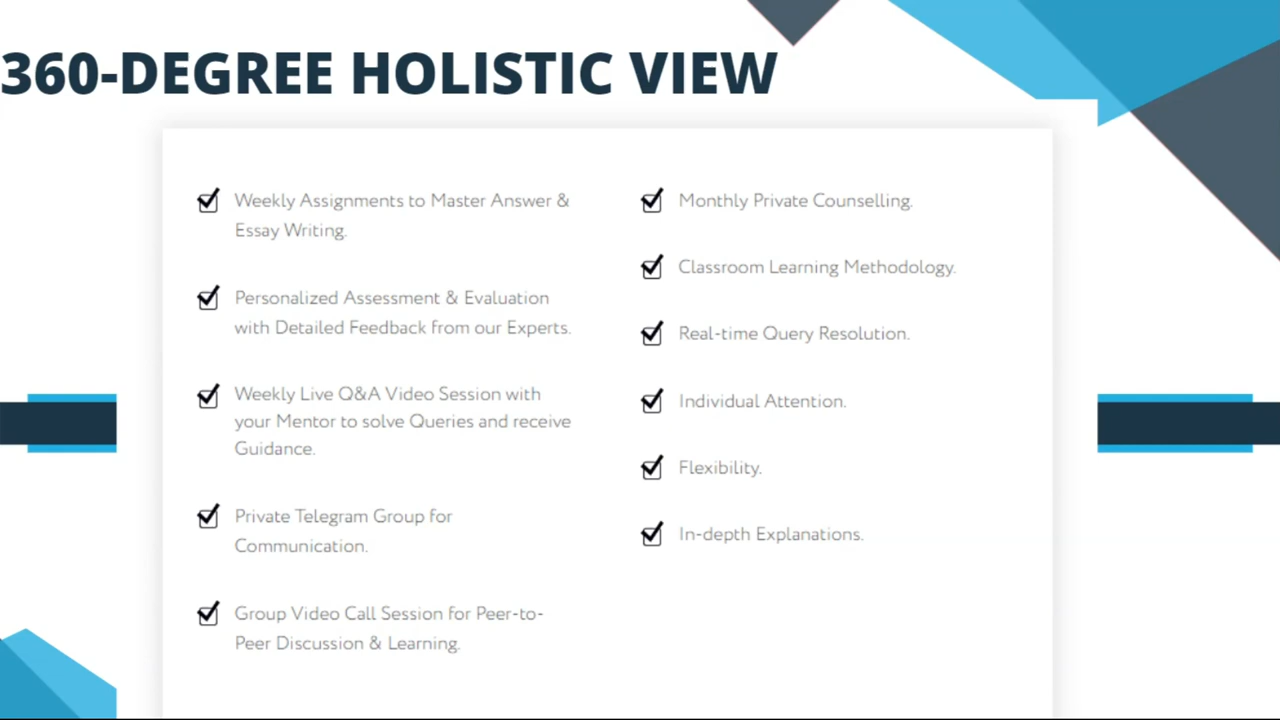 360-DEGREE HOLISTIC VIEW
Weekly Assignments to Master Answer &
Essay Writing.
Personalized Assessment & Evaluation
with Detailed Feedback from our Experts.
Weekly Live Q&A Video Session with
your Mentor to solve Queries and receive
Guidance.
Private Telegram Group for
Communication.
Group Video Call Session for Peer-to-
Peer Discussion & Learning.
Monthly Private Counselling.
Classroom Learning Methodology.
Real-time Query Resolution.
Individual Attention.
Flexibility.
In-depth Explanations.